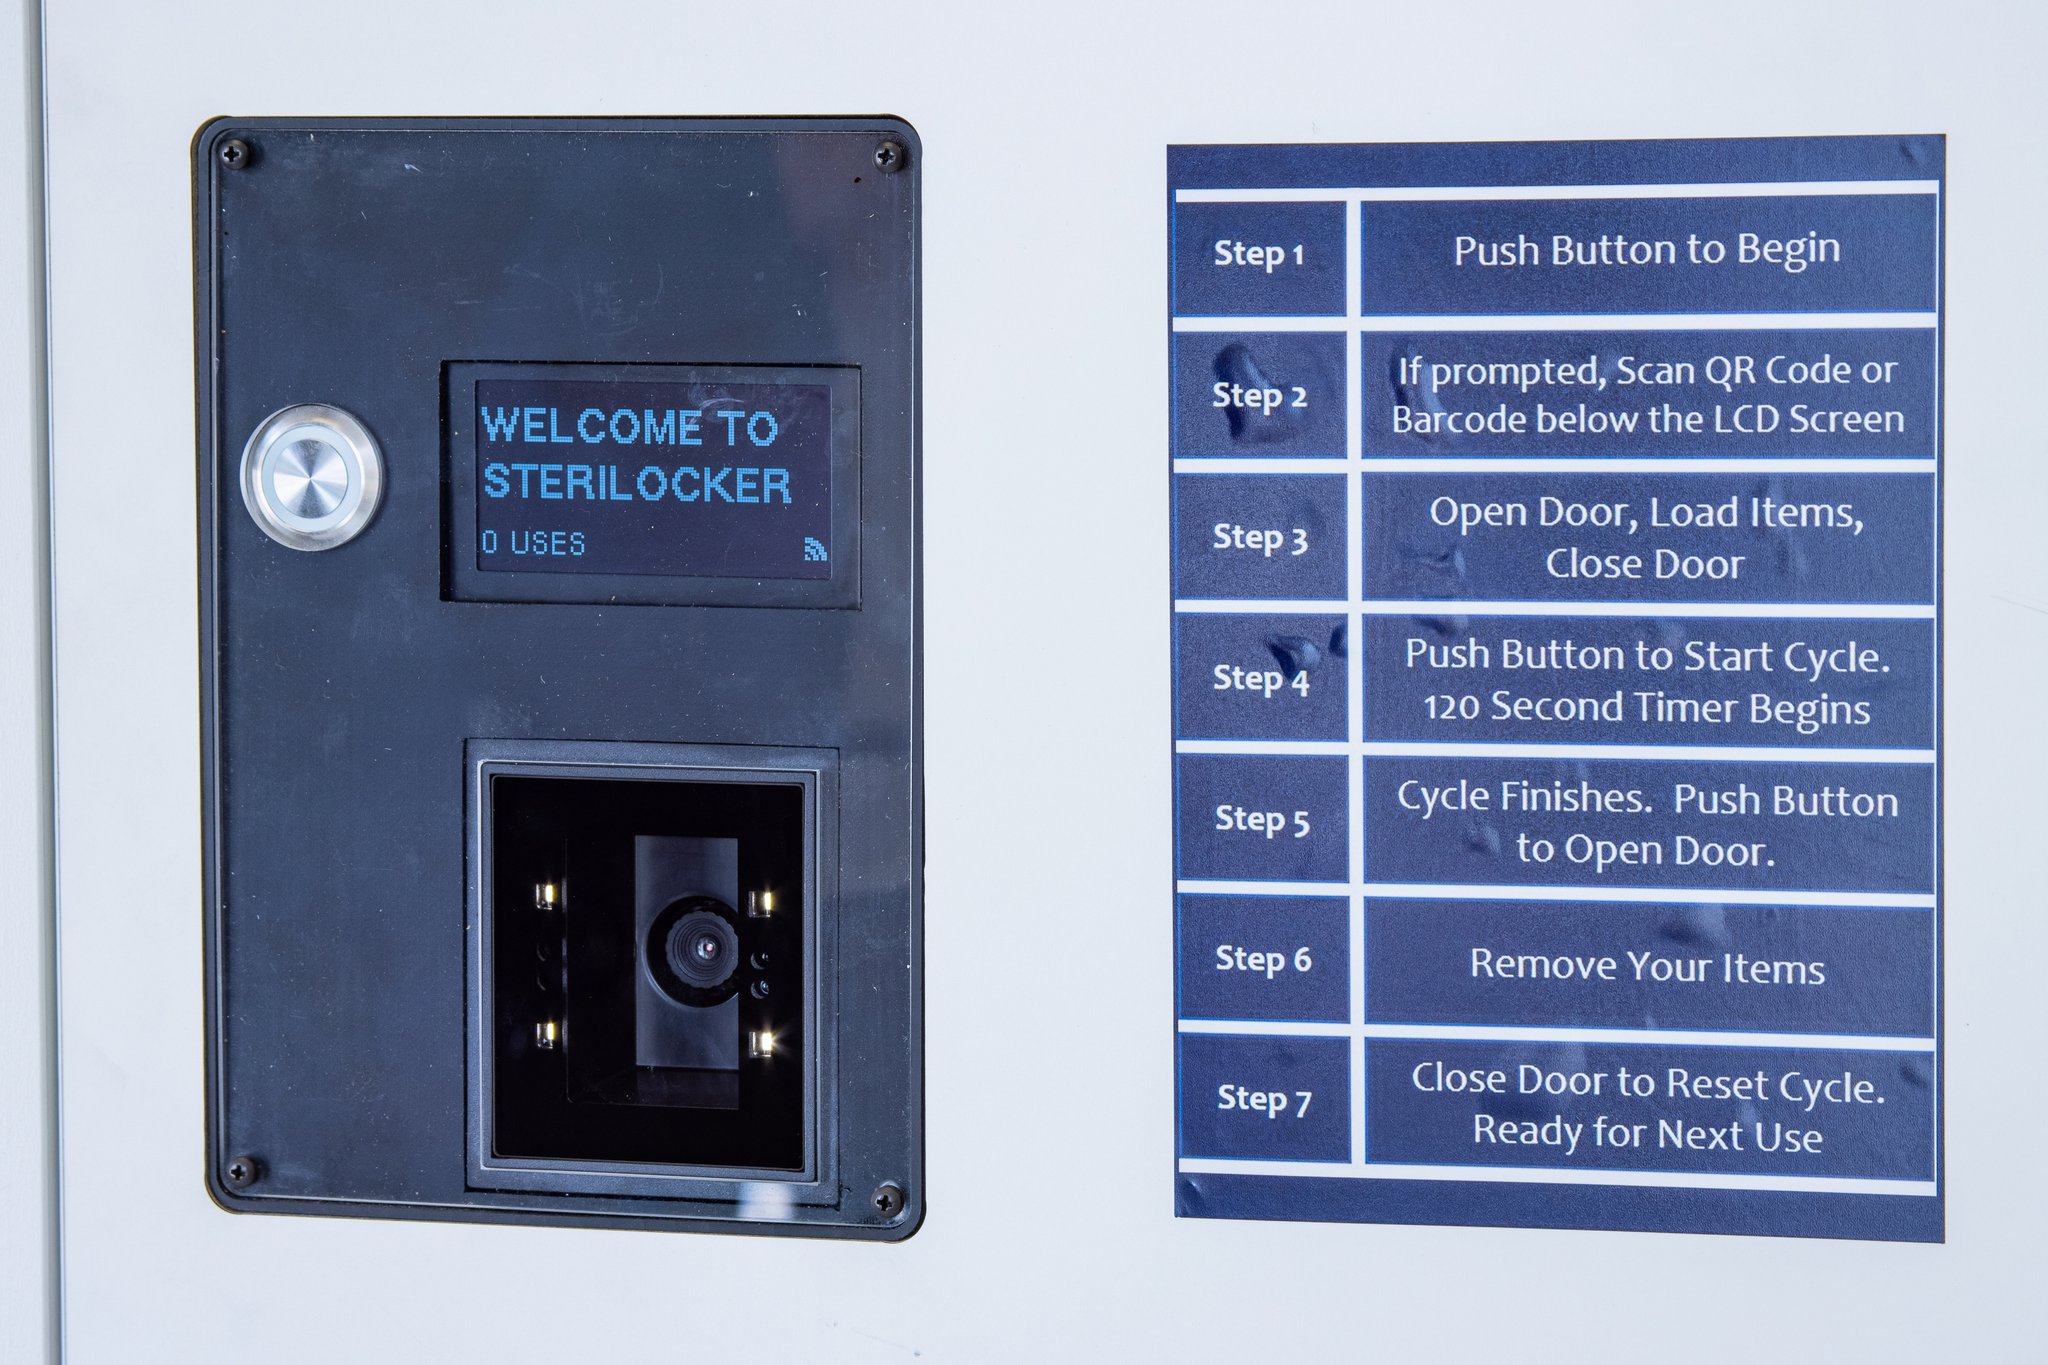 WELCOME TO
STERILOCKER
0 USES
Step 1
Push Button to Begin
Step 2
If prompted, Scan QR Code or
Barcode below the LCD Screen
Step 3
Open Door, Load Items,
Close Door
Step 4
Push Button to Start Cycle.
120 Second Timer Begins
Step 5
Cycle Finishes. Push Button
to Open Door.
Step 6
Remove Your Items
Step 7
Close Door to Reset Cycle.
Ready for Next Use